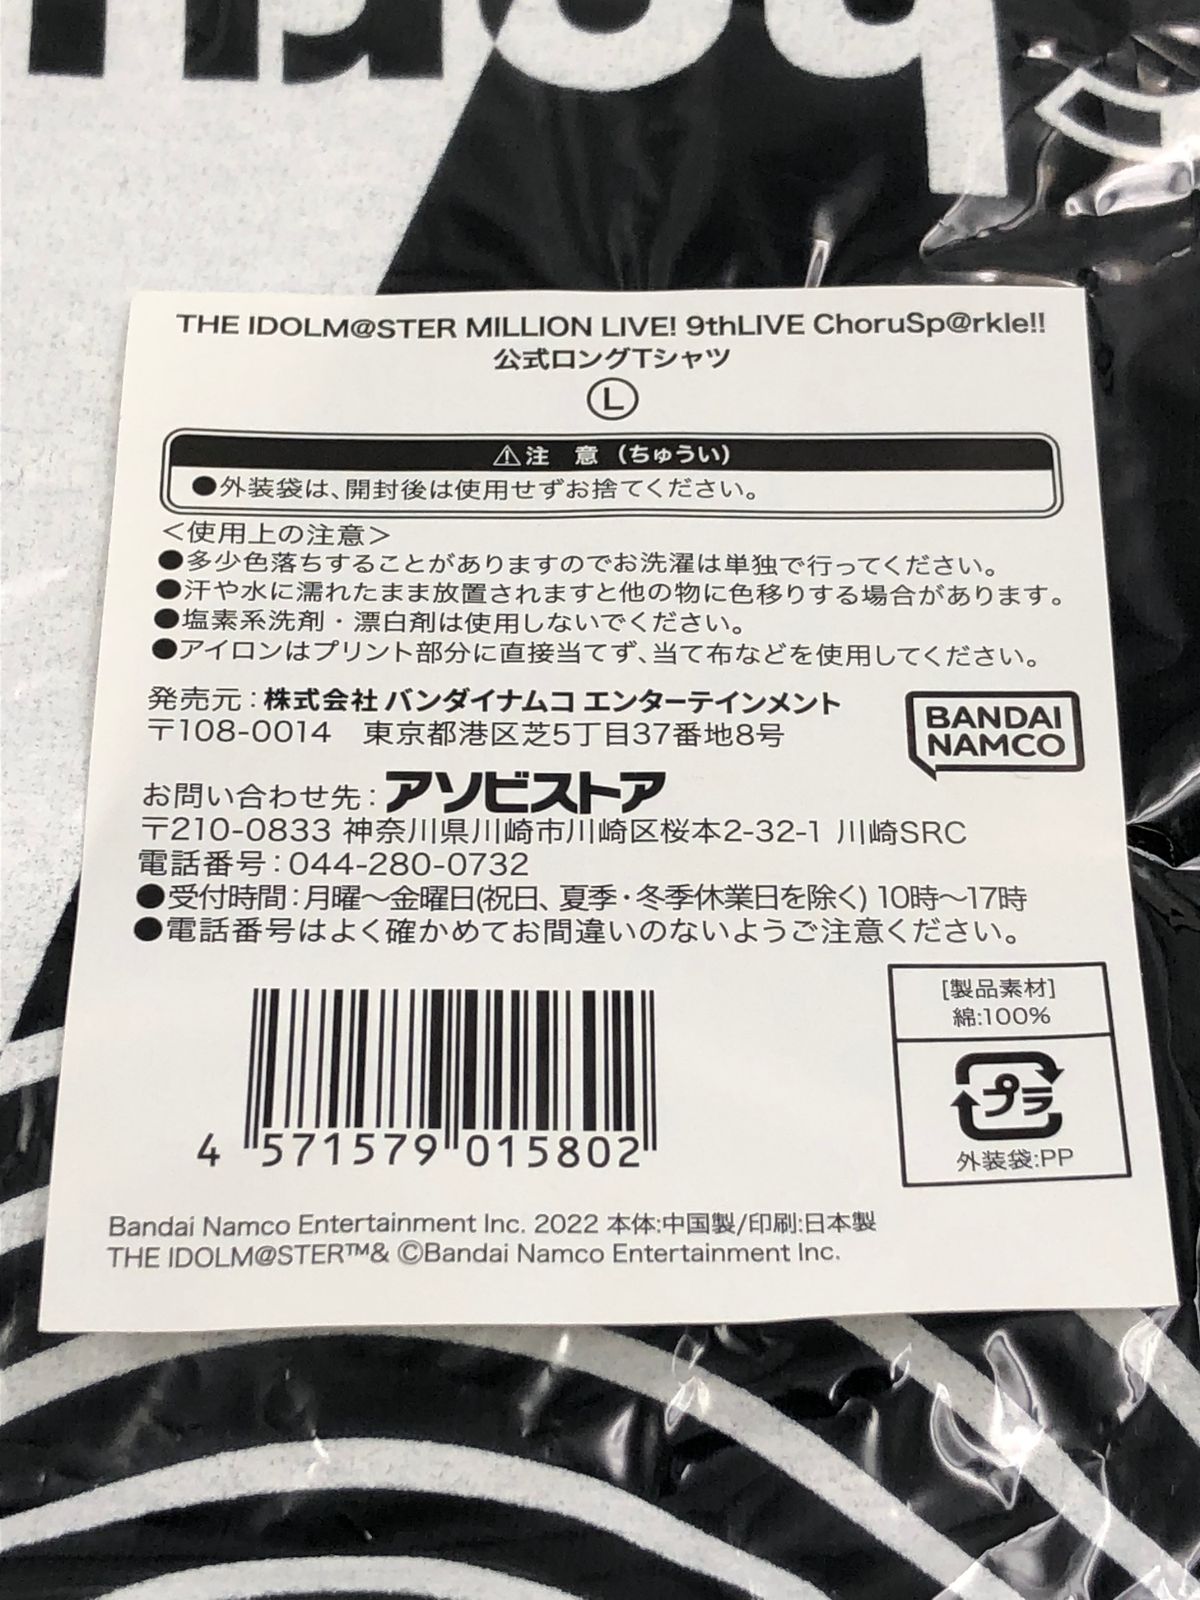 THE IDOLM@STER MILLION LIVE! 9thLIVE ChoruSp@rkle!!
公式ロングTシャツ
L
⚠注 意（ちゅうい）
●外装袋は、開封後は使用せずお捨てください。
＜使用上の注意＞
●多少色落ちすることがありますのでお洗濯は単独で行ってください。
●汗や水に濡れたまま放置されますと他の物に色移りする場合があります。
●塩素系洗剤・漂白剤は使用しないでください。
●アイロンはプリント部分に直接当てず、当て布などを使用してください。
発売元：株式会社 バンダイナムコ エンターテインメント
〒108-0014　東京都港区芝5丁目37番地8号
BANDAI
NAMCO
お問い合わせ先：アソビストア
〒210-0833 神奈川県川崎市川崎区桜本2-32-1 川崎SRC
電話番号：044-280-0732
●受付時間：月曜～金曜日(祝日、夏季・冬季休業日を除く) 10時～17時
●電話番号はよく確かめてお間違いのないようご注意ください。
[製品素材]
綿:100%
プラ
外装袋:PP
4 571579 015802
Bandai Namco Entertainment Inc. 2022 本体:中国製/印刷:日本製
THE IDOLM@STER™& ©Bandai Namco Entertainment Inc.